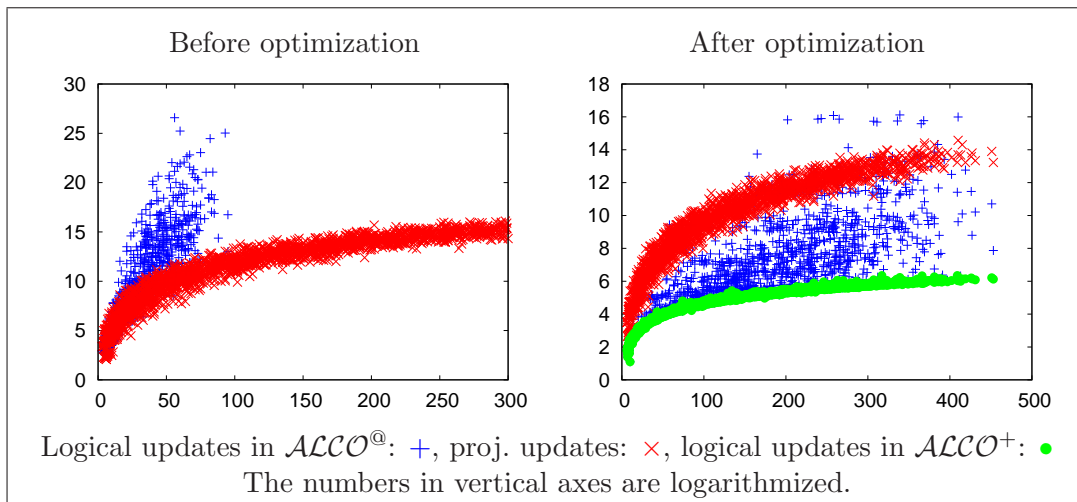 Before optimization
After optimization
30
25
20
15
10
5
0
0 50 100 150 200 250 300
18
16
14
12
10
8
6
4
2
0
0 100 200 300 400 500
Logical updates in ALCO@: +, proj. updates: ×, logical updates in ALCO+: ●
The numbers in vertical axes are logarithmized.